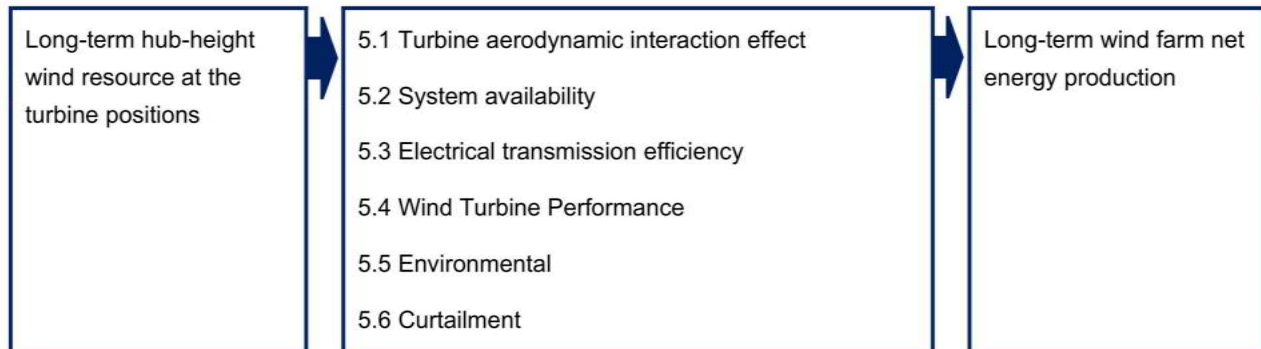 Long-term hub-height
wind resource at the
turbine positions
5.1 Turbine aerodynamic interaction effect
5.2 System availability
5.3 Electrical transmission efficiency
5.4 Wind Turbine Performance
5.5 Environmental
5.6 Curtailment
Long-term wind farm net
energy production